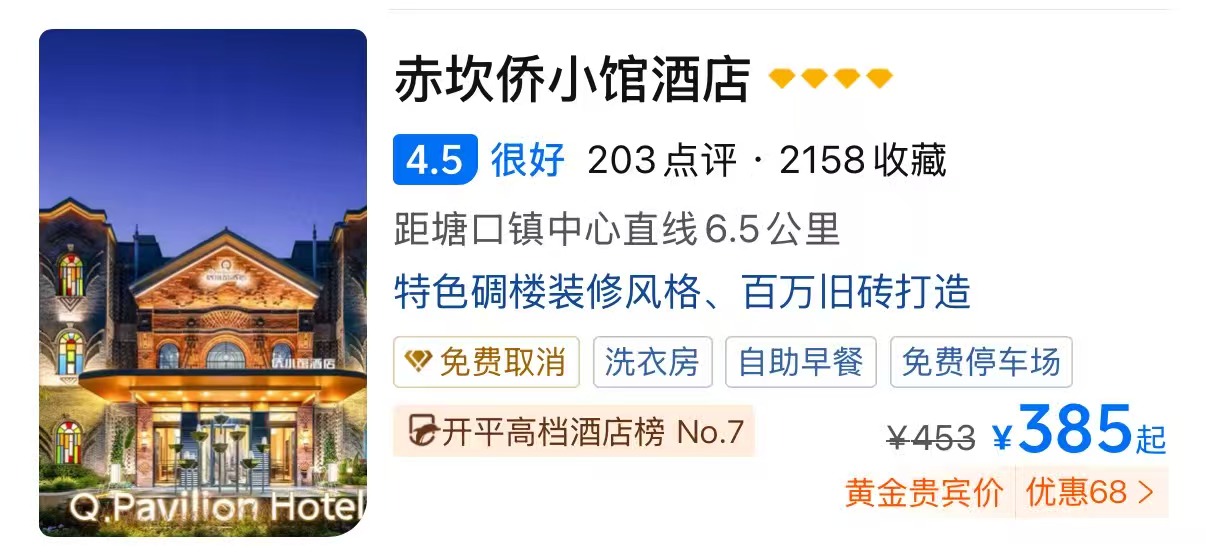 赤坎侨小馆酒店
4.5 很好 203点评 · 2158收藏
距塘口镇中心直线6.5公里
特色碉楼装修风格、百万旧砖打造
免费取消 洗衣房 自助早餐 免费停车场
开平高档酒店榜 No.7
¥453 ¥385起
黄金贵宾价 优惠68 >
侨小馆酒店
Q.Pavilion Hotel